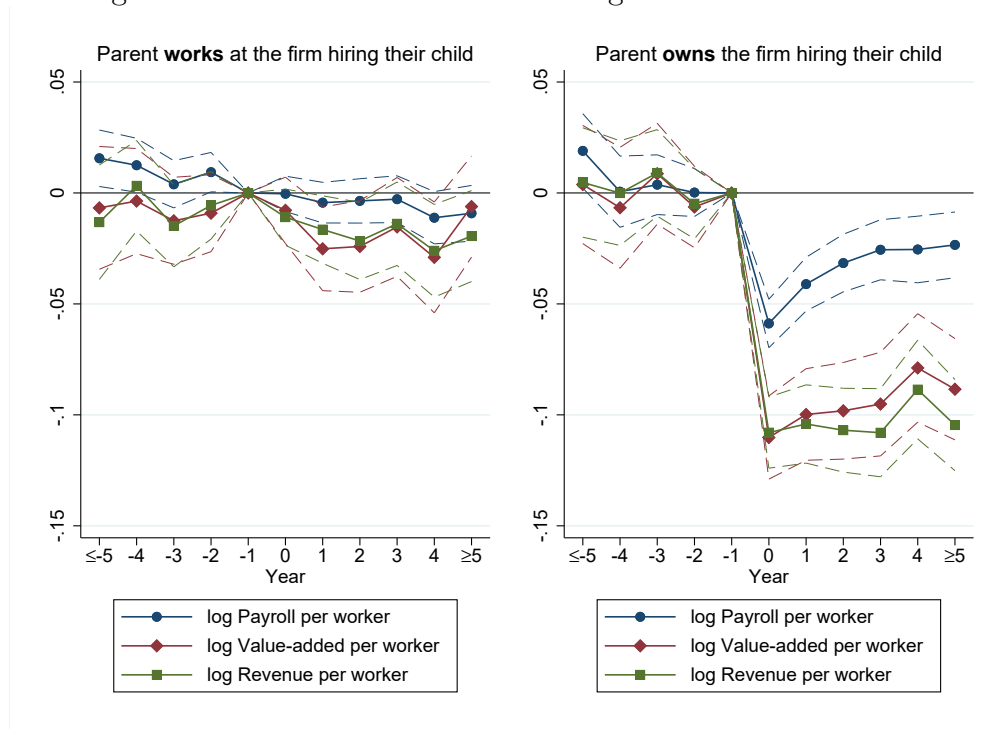 Parent works at the firm hiring their child
.05
0
-.05
-.1
-.15
≤-5 -4 -3 -2 -1 0 1 2 3 4 ≥5
Year
log Payroll per worker
log Value-added per worker
log Revenue per worker
Parent owns the firm hiring their child
.05
0
-.05
-.1
-.15
≤-5 -4 -3 -2 -1 0 1 2 3 4 ≥5
Year
log Payroll per worker
log Value-added per worker
log Revenue per worker